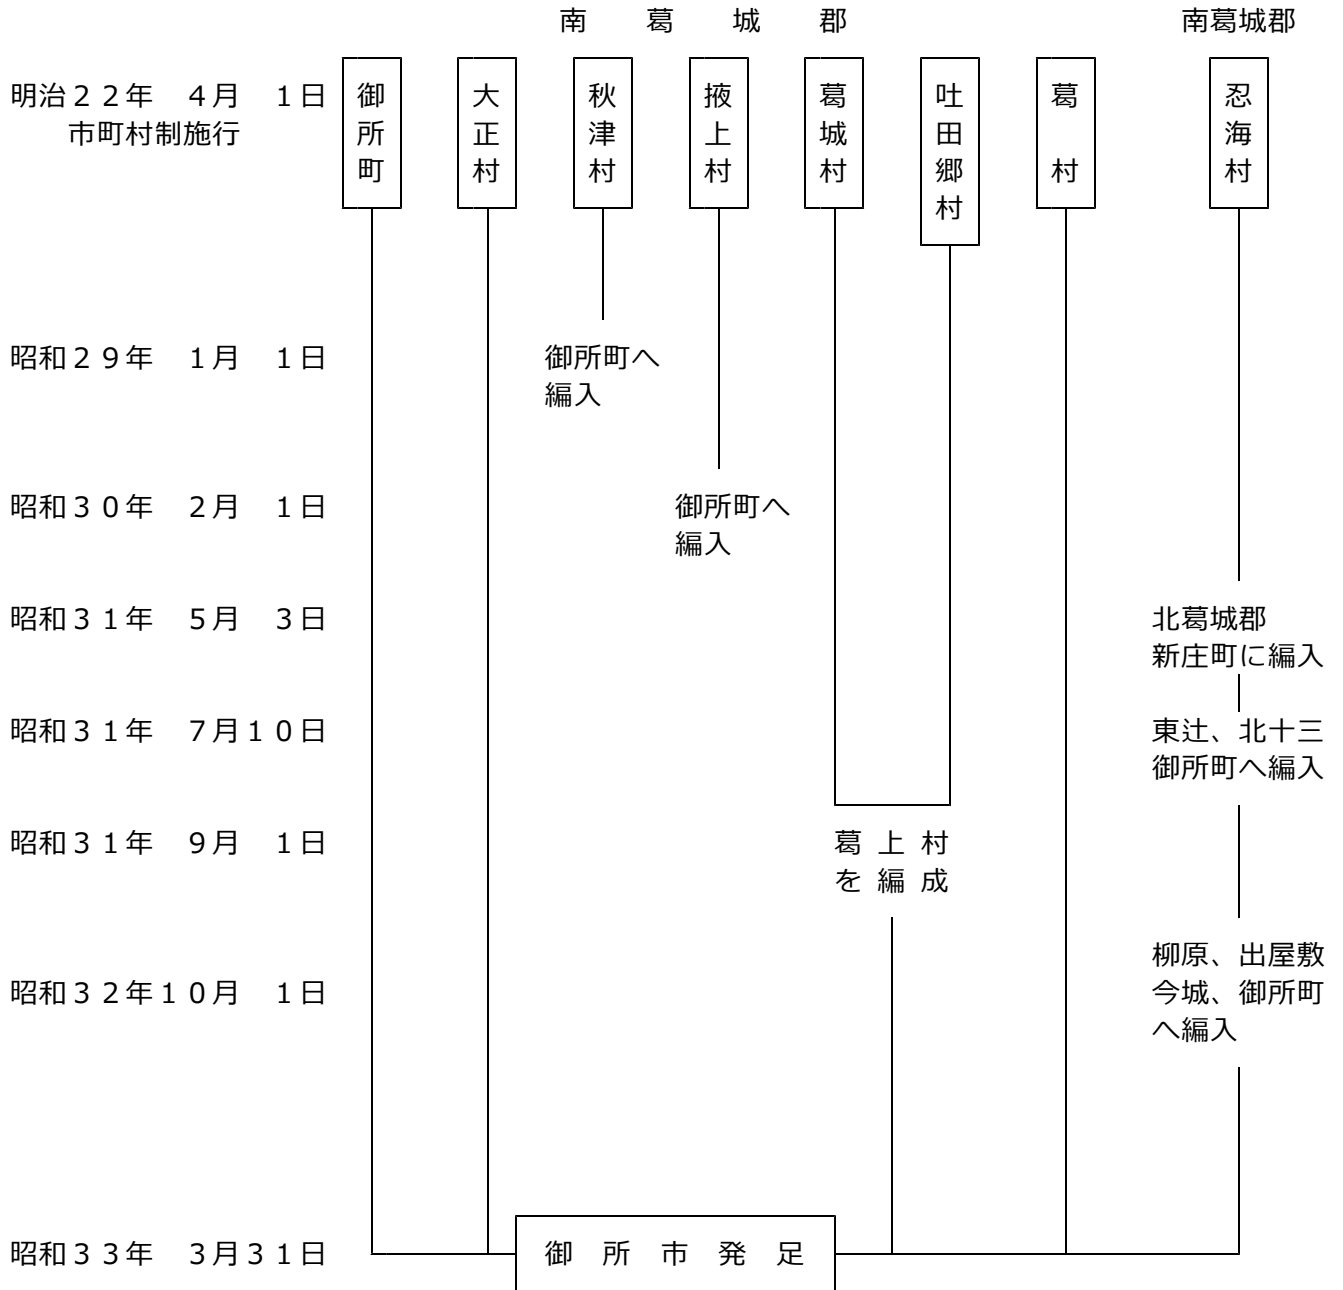 南　葛　城　郡
南葛城郡
明治２２年　４月　１日
市町村制施行
御所町
大正村
秋津村
掖上村
葛城村
吐田郷村
葛　村
忍海村
昭和２９年　１月　１日
御所町へ
編入
昭和３０年　２月　１日
御所町へ
編入
昭和３１年　５月　３日
北葛城郡
新庄町に編入
昭和３１年　７月１０日
東辻、北十三
御所町へ編入
昭和３１年　９月　１日
葛 上 村
を 編 成
昭和３２年１０月　１日
柳原、出屋敷
今城、御所町
へ編入
昭和３３年　３月３１日
御　所　市　発　足